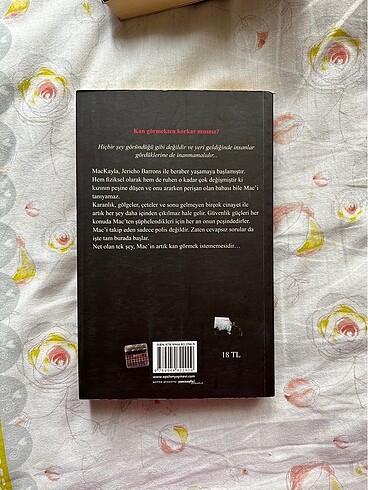 Kan görmekten korkar mısınız?
Hiçbir şey göründüğü gibi değildir ve yeri geldiğinde insanlar
gördüklerine de inanmamalıdır...
MacKayla, Jericho Barrons ile beraber yaşamaya başlamıştır.
Hem fiziksel olarak hem de ruhen o kadar çok değişmiştir ki
kızının peşine düşen ve onu ararken perişan olan babası bile Mac'i
tanıyamaz.
Karanlık, gölgeler, çeteler ve sonu gelmeyen birçok cinayet ile
artık her şey daha içinden çıkılmaz hale gelir. Güvenlik güçleri her
konuda Mac'ten şüphelendikleri için her an onun peşindedirler.
Mac'i takip eden sadece polis değildir. Zaten cevapsız sorular da
işte tam burada başlar.
Net olan tek şey, Mac'in artık kan görmek istememesidir…
18 TL
www.epsilonyayinevi.com